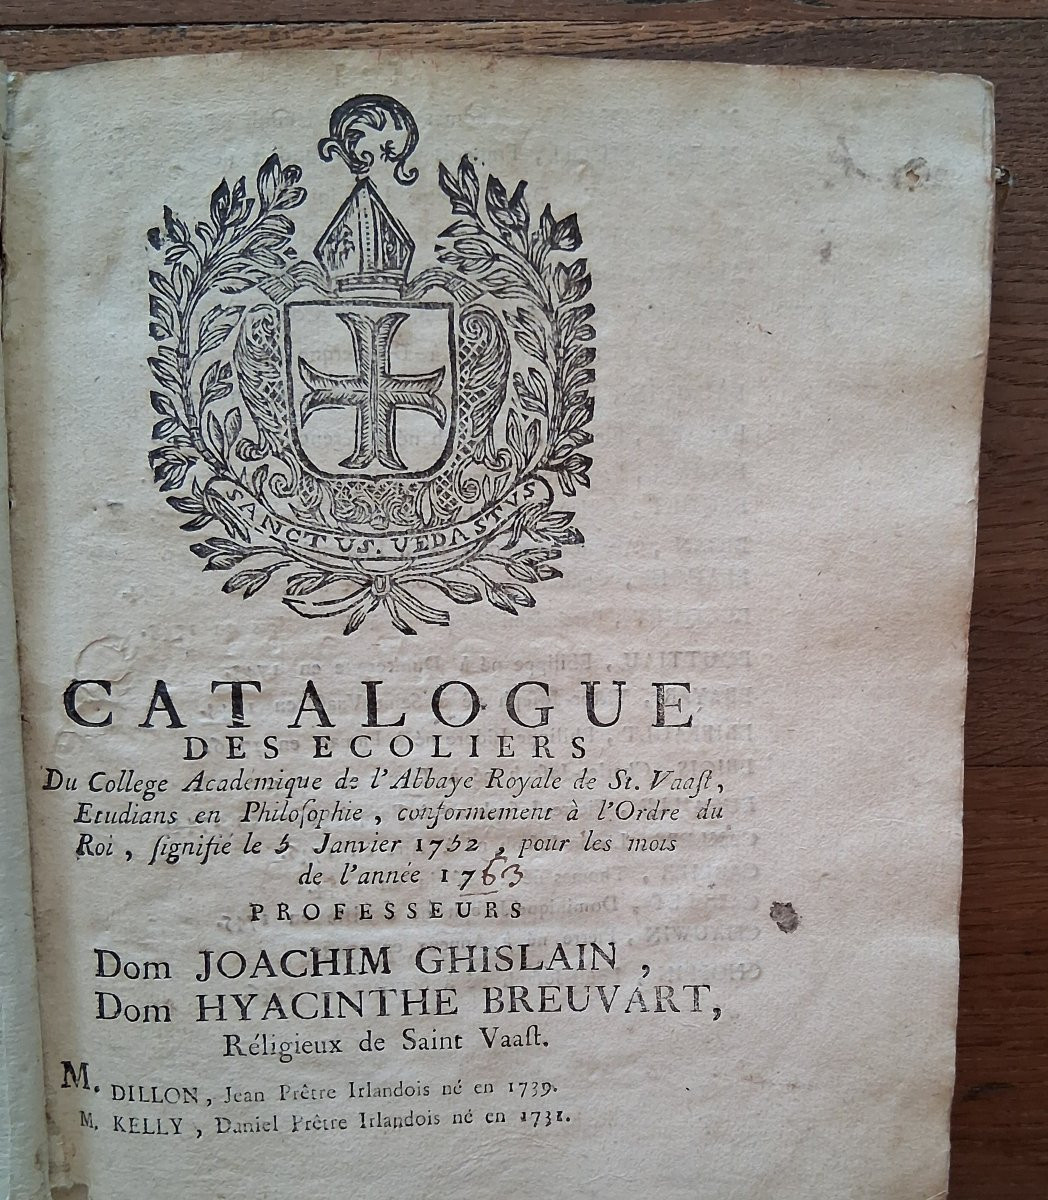 SANCTUS. UEDASTUS
CATALOGUE
DES ECOLIERS
Du College Academique de l'Abbaye Royale de St. Vaaſt,
Etudians en Philoſophie, conformement à l'Ordre du
Roi, ſignifié le 5 Janvier 1752, pour les mois
de l'année 1763
PROFESSEURS
Dom JOACHIM GHISLAIN,
Dom HYACINTHE BREUVART,
Réligieux de Saint Vaaſt.
M. DILLON, Jean Prêtre Irlandois né en 1739.
M. KELLY, Daniel Prêtre Irlandois né en 1731.